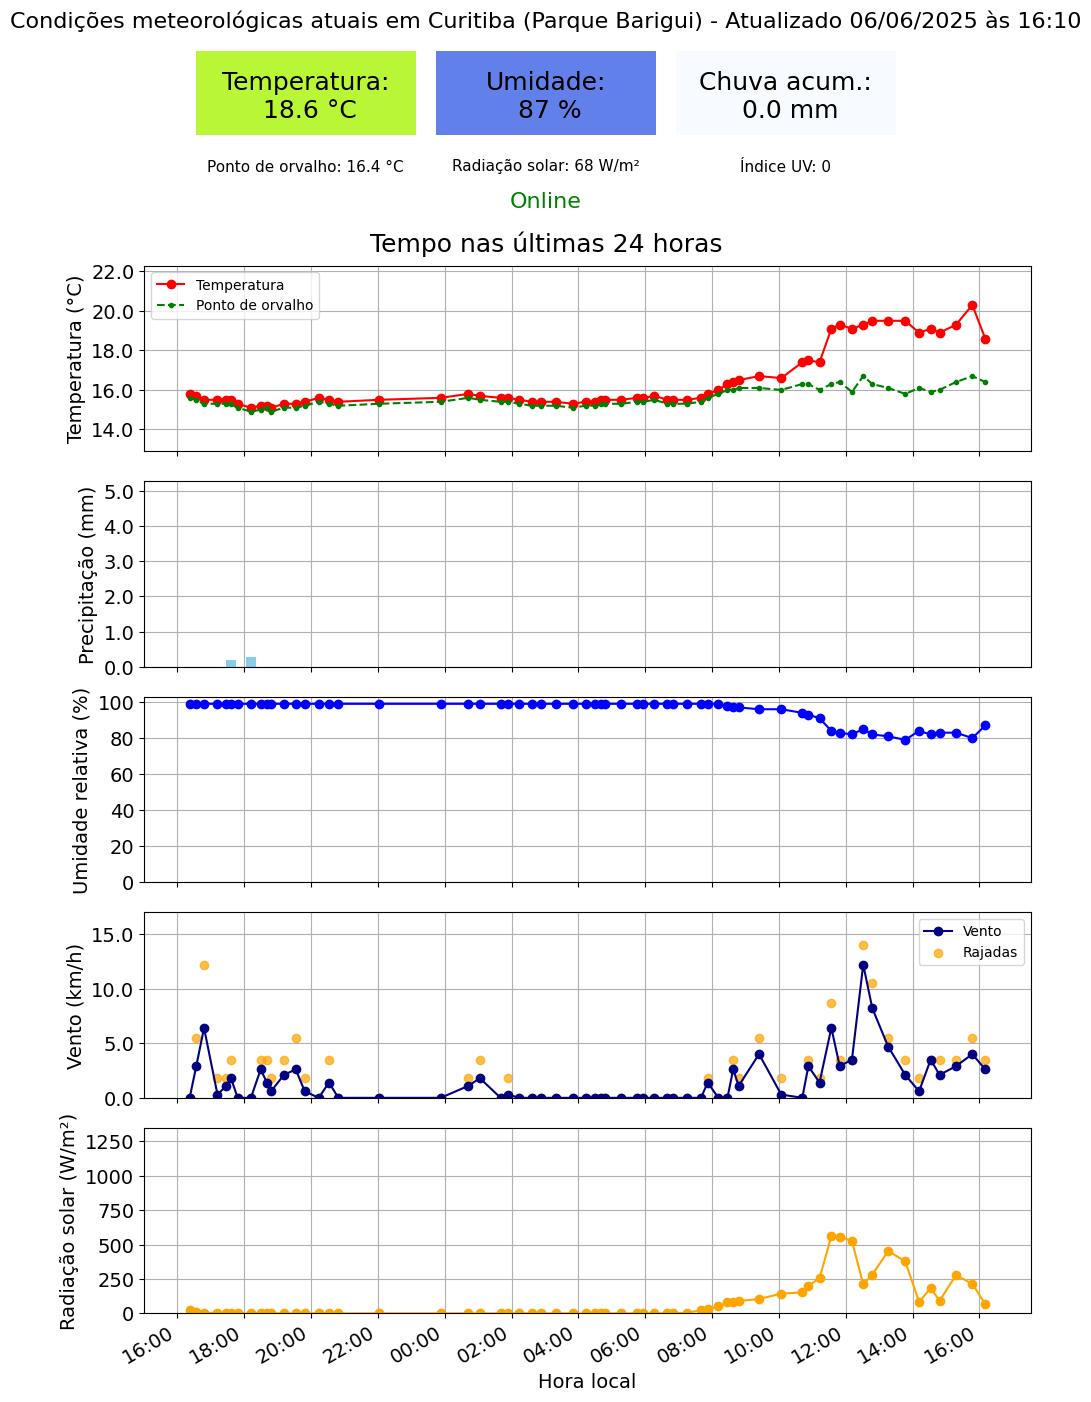 Condições meteorológicas atuais em Curitiba (Parque Barigui) - Atualizado 06/06/2025 às 16:10
Temperatura:
18.6 °C
Umidade:
87 %
Chuva acum.:
0.0 mm
Ponto de orvalho: 16.4 °C
Radiação solar: 68 W/m²
Índice UV: 0
Online
Tempo nas últimas 24 horas
Temperatura (°C)
22.0
20.0
18.0
16.0
14.0
Temperatura
Ponto de orvalho
Precipitação (mm)
5.0
4.0
3.0
2.0
1.0
0.0
Umidade relativa (%)
100
80
60
40
20
0
Vento (km/h)
15.0
10.0
5.0
0.0
Vento
Rajadas
Radiação solar (W/m²)
1250
1000
750
500
250
0
16:00
18:00
20:00
22:00
00:00
02:00
04:00
06:00
08:00
10:00
12:00
14:00
16:00
Hora local